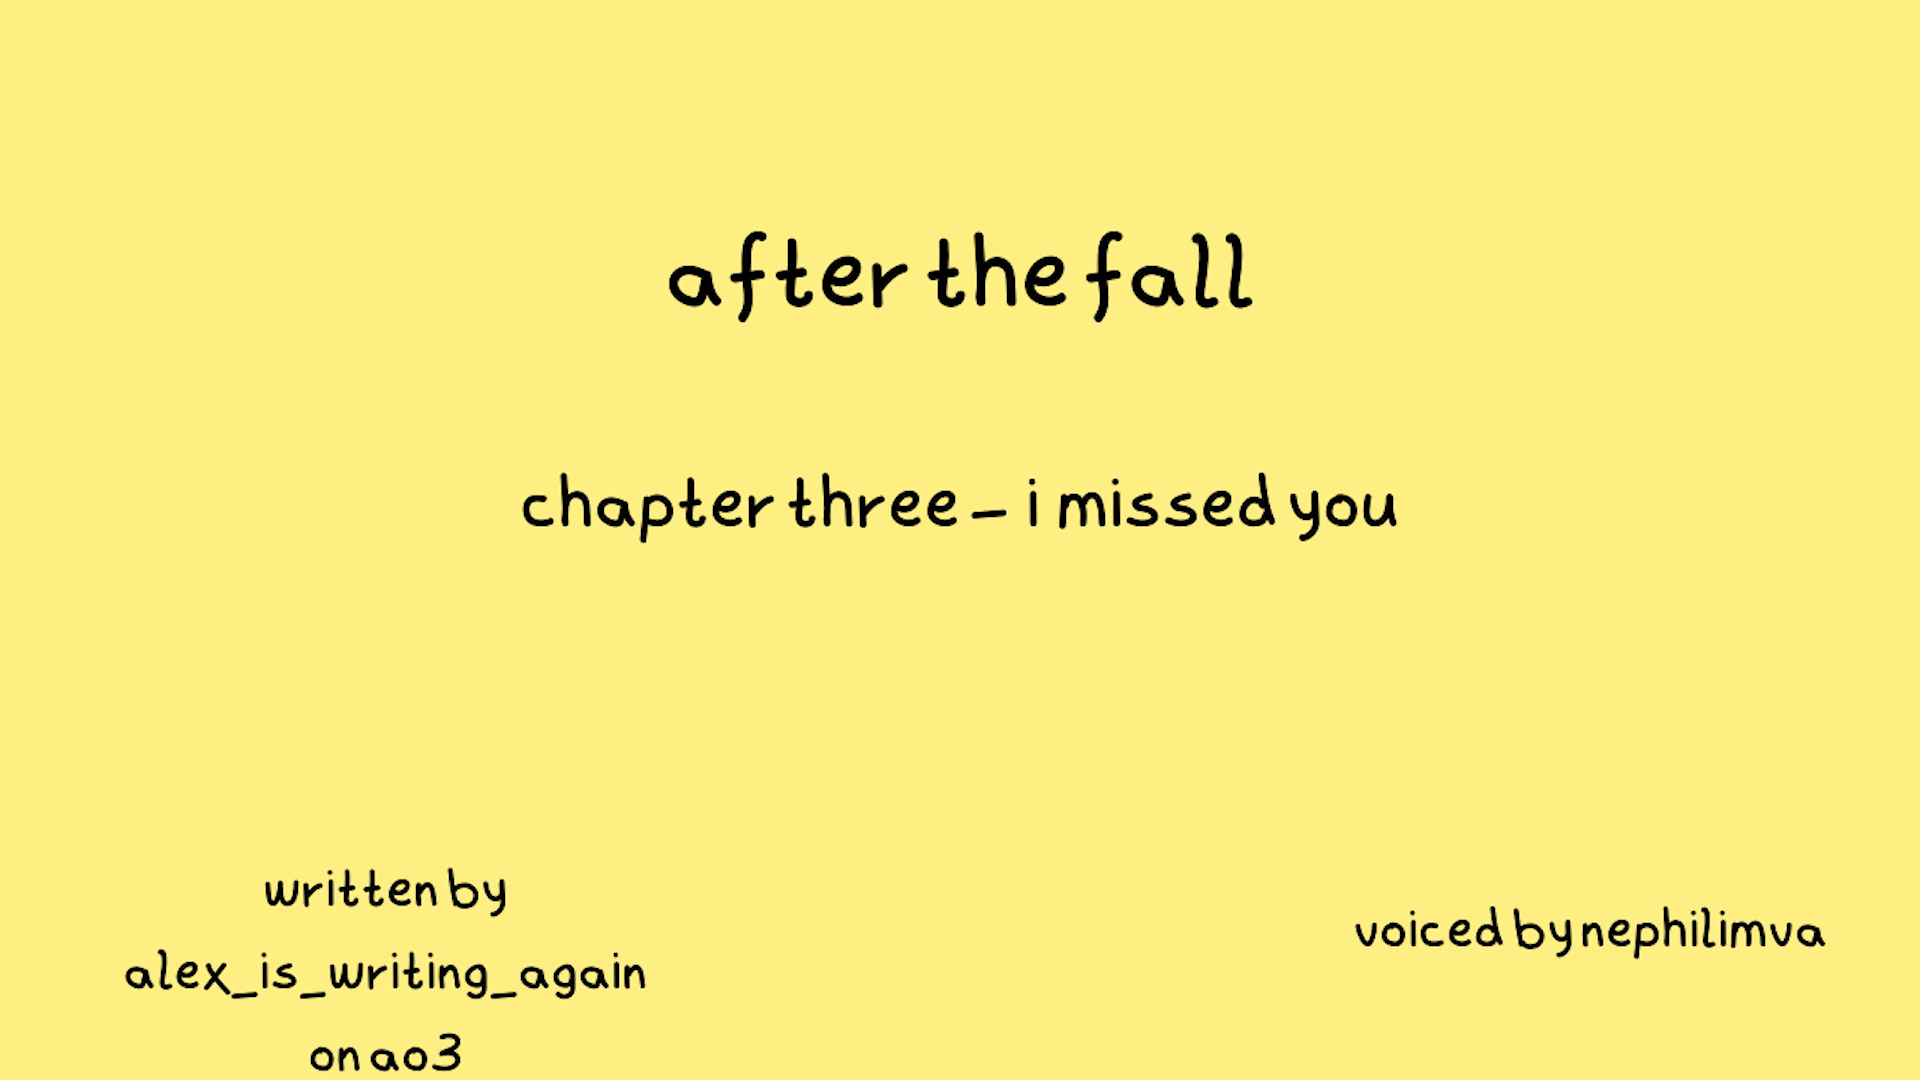 after the fall
chapter three - i missed you
written by
alex_is_writing_again
on ao3
voiced by nephilimva